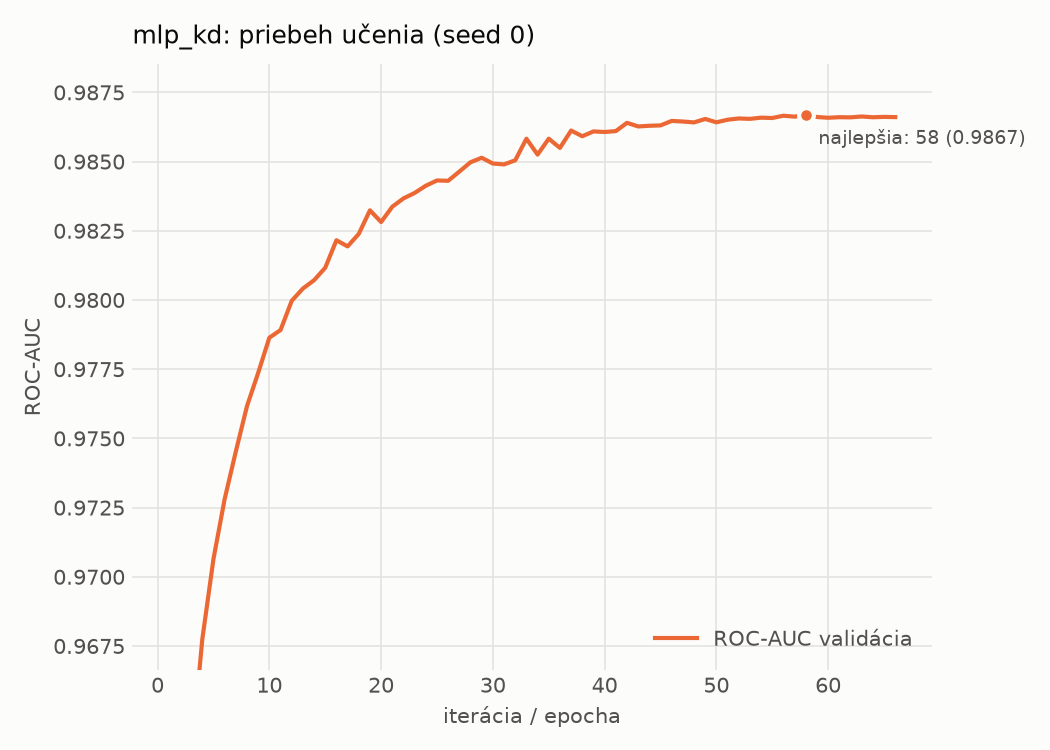 mlp_kd: priebeh učenia (seed 0)
0.9875
0.9850
0.9825
0.9800
0.9775
0.9750
0.9725
0.9700
0.9675
ROC-AUC
najlepšia: 58 (0.9867)
ROC-AUC validácia
0 10 20 30 40 50 60
iterácia / epocha